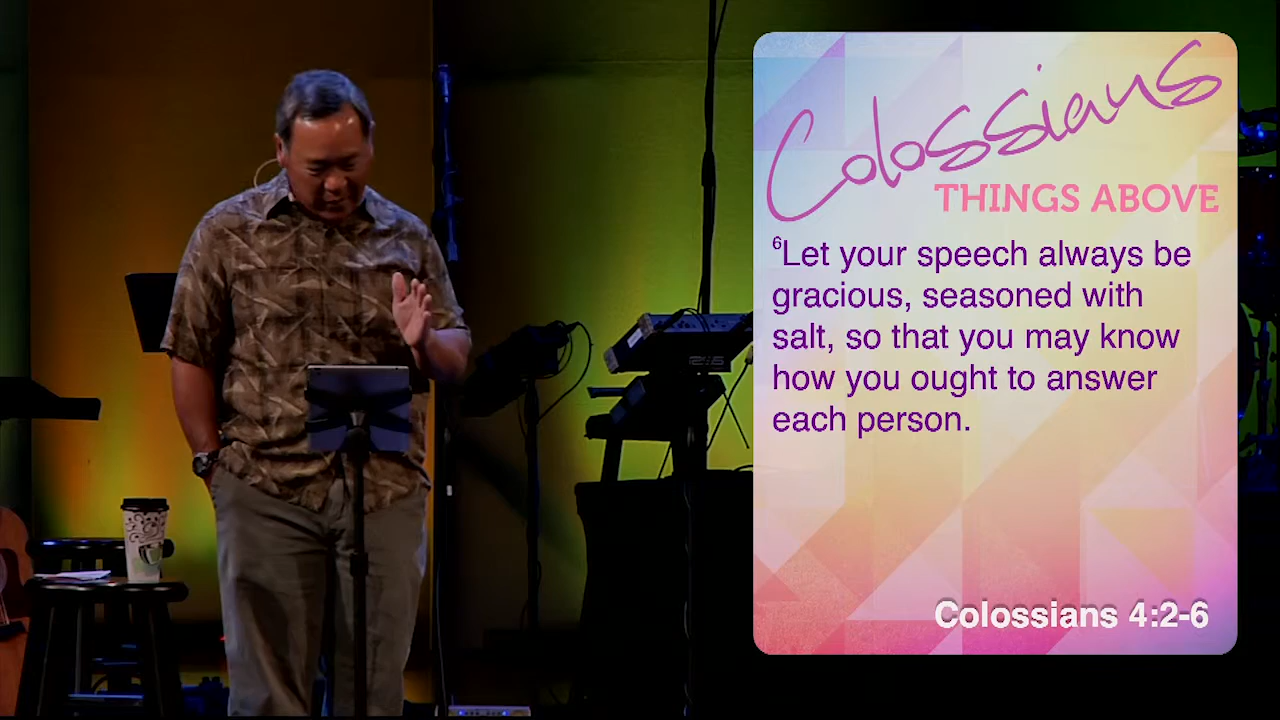 Colossians
THINGS ABOVE
⁶Let your speech always be
gracious, seasoned with
salt, so that you may know
how you ought to answer
each person.
Colossians 4:2-6